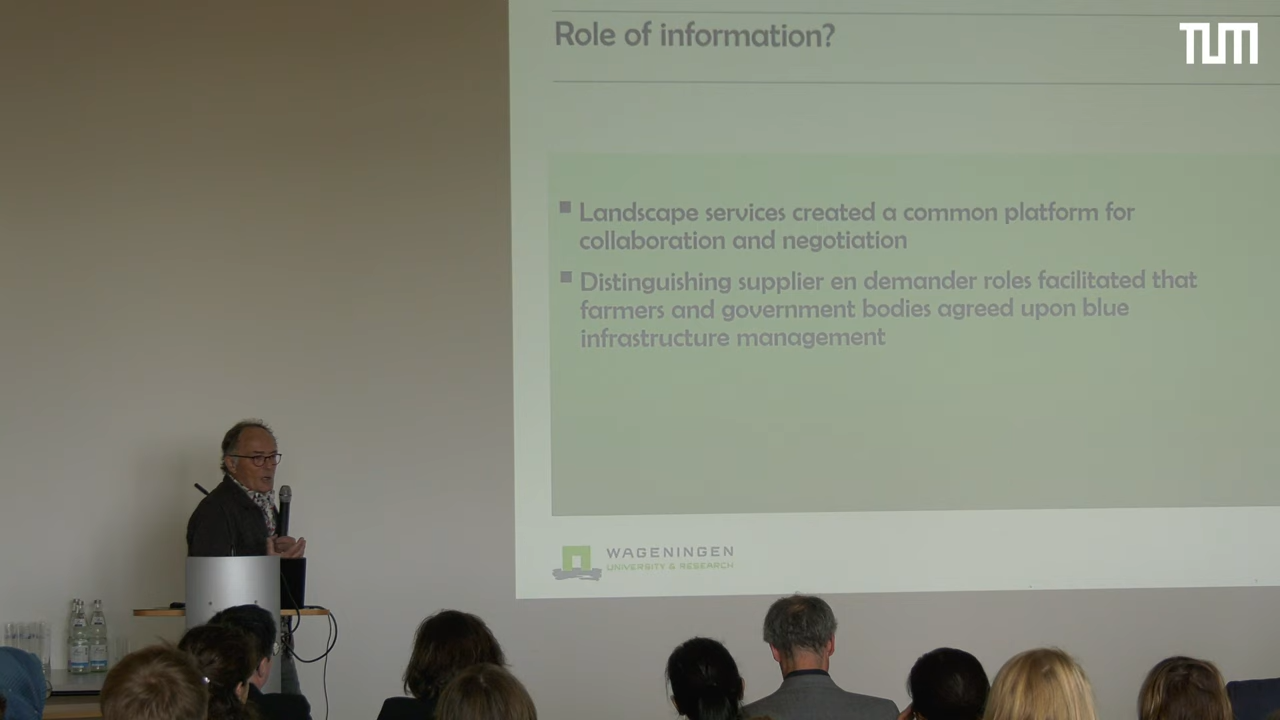 Role of information?
TUM
Landscape services created a common platform for
collaboration and negotiation
Distinguishing supplier en demander roles facilitated that
farmers and government bodies agreed upon blue
infrastructure management
WAGENINGEN
UNIVERSITY & RESEARCH